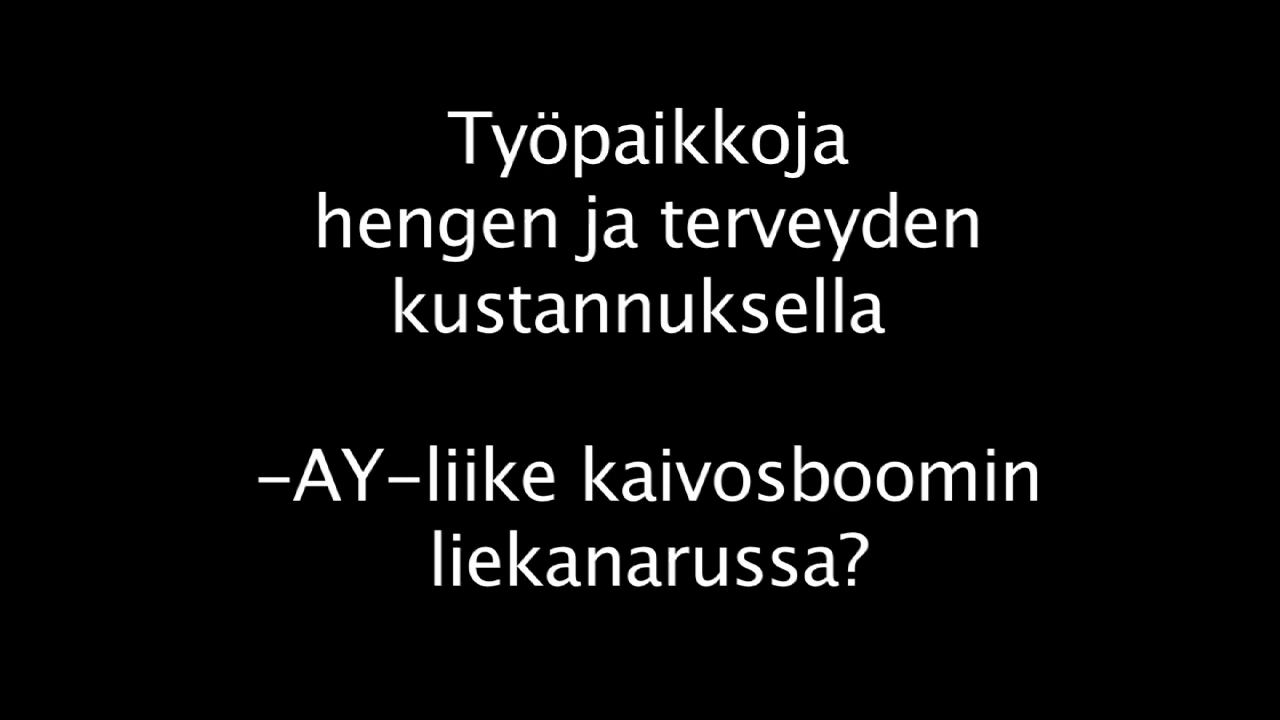 Työpaikkoja
hengen ja terveyden
kustannuksella
-AY-liike kaivosboomin
liekanarussa?